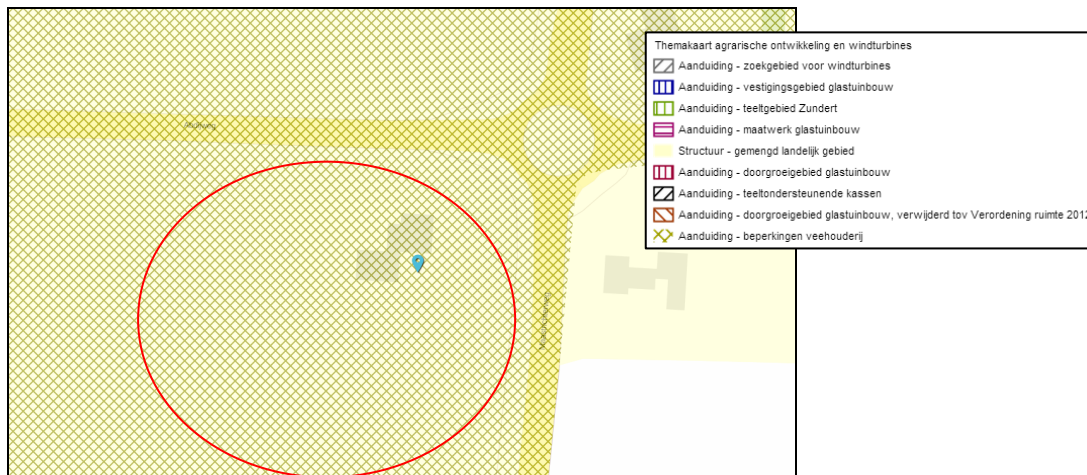 Themakaart agrarische ontwikkeling en windturbines
Aanduiding - zoekgebied voor windturbines
Aanduiding - vestigingsgebied glastuinbouw
Aanduiding - teeltgebied Zundert
Aanduiding - maatwerk glastuinbouw
Structuur - gemengd landelijk gebied
Aanduiding - doorgroeigebied glastuinbouw
Aanduiding - teeltondersteunende kassen
Aanduiding - doorgroeigebied glastuinbouw, verwijderd tov Verordening ruimte 2012
Aanduiding - beperkingen veehouderij